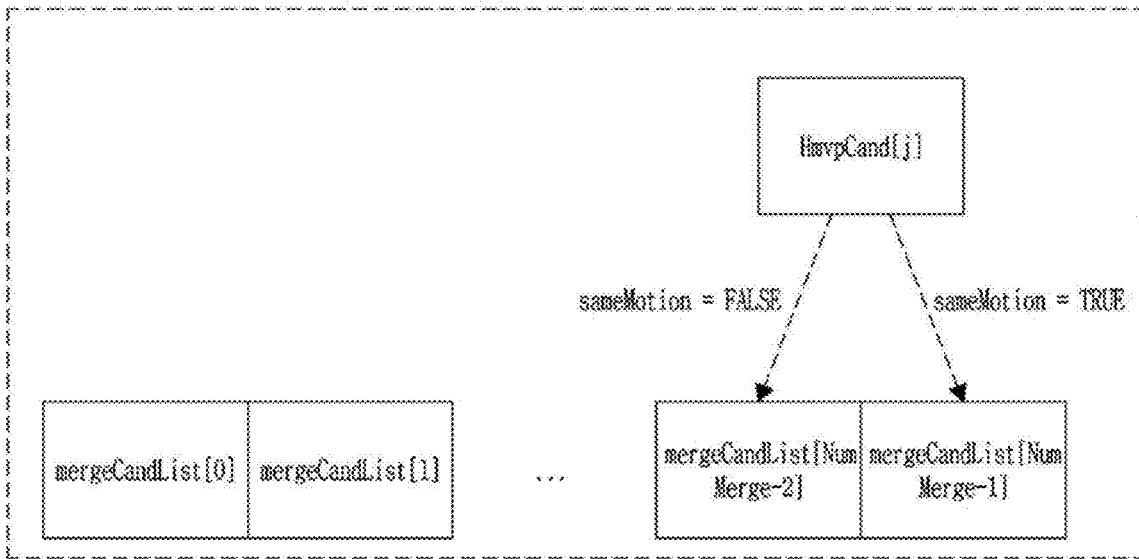 HmvpCand[j]
sameMotion = FALSE
sameMotion = TRUE
mergeCandList[0]
mergeCandList[1]
...
mergeCandList[Num
Merge-2]
mergeCandList[Num
Merge-1]